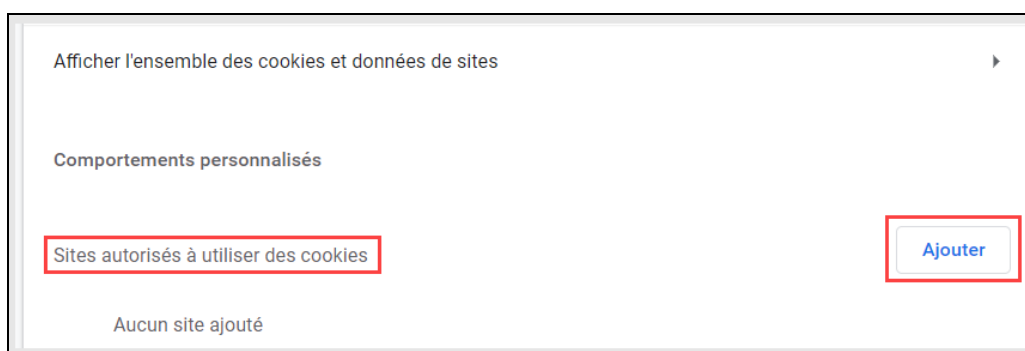 Afficher l'ensemble des cookies et données de sites
Comportements personnalisés
Sites autorisés à utiliser des cookies
Ajouter
Aucun site ajouté